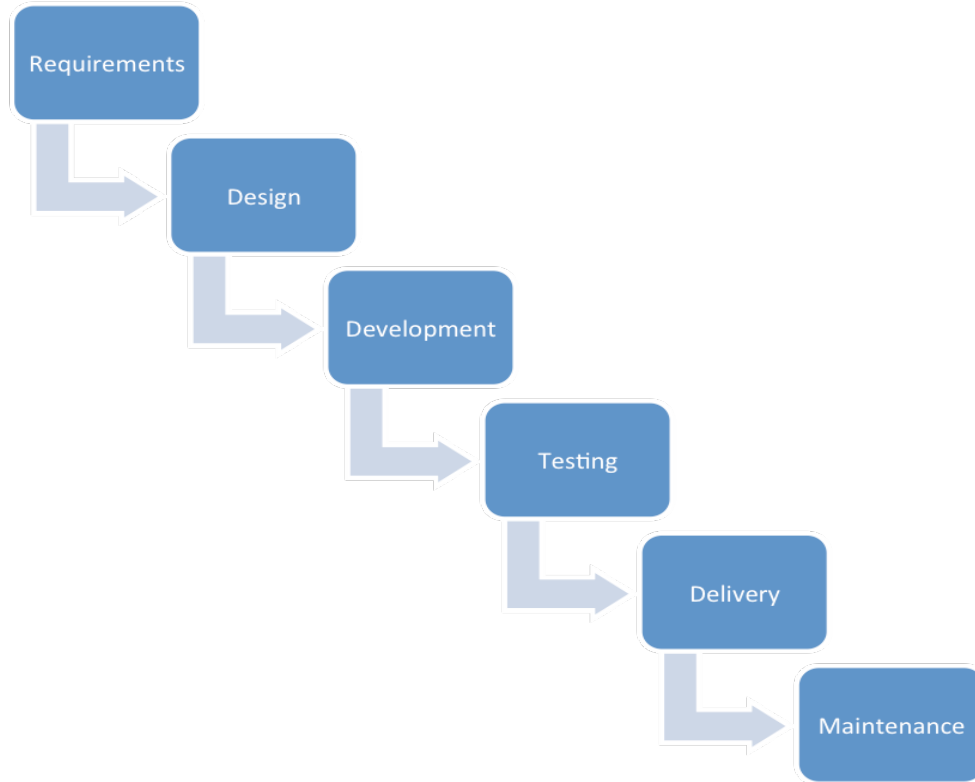 Requirements
Design
Development
Testing
Delivery
Maintenance